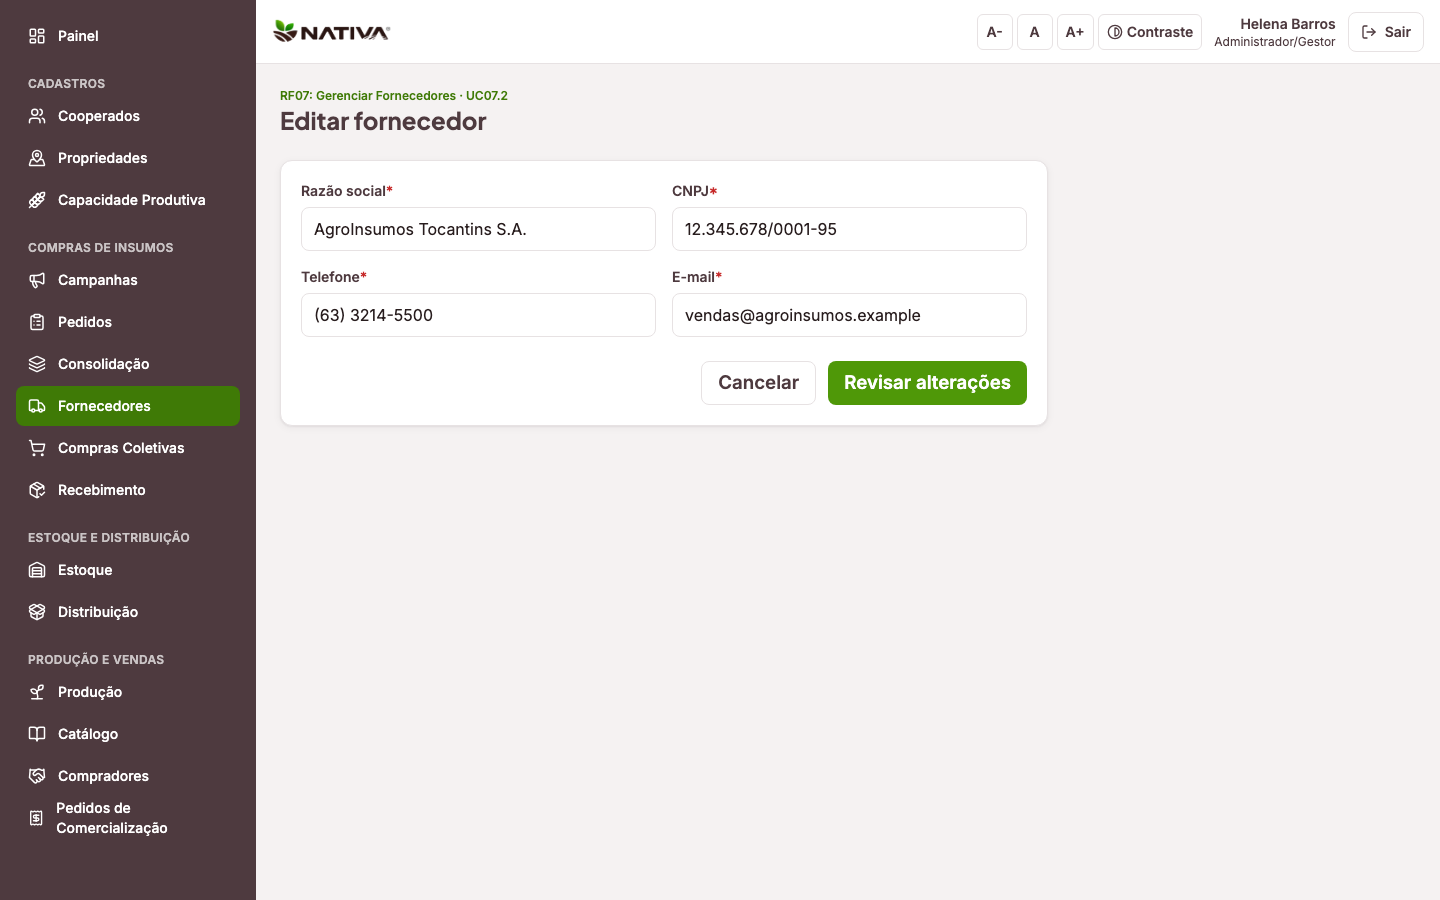 Painel
CADASTROS
Cooperados
Propriedades
Capacidade Produtiva
COMPRAS DE INSUMOS
Campanhas
Pedidos
Consolidação
Fornecedores
Compras Coletivas
Recebimento
ESTOQUE E DISTRIBUIÇÃO
Estoque
Distribuição
PRODUÇÃO E VENDAS
Produção
Catálogo
Compradores
Pedidos de
Comercialização
NATIVA
A-
A
A+
Contraste
Helena Barros
Administrador/Gestor
Sair
RF07: Gerenciar Fornecedores · UC07.2
Editar fornecedor
Razão social*
AgroInsumos Tocantins S.A.
CNPJ*
12.345.678/0001-95
Telefone*
(63) 3214-5500
E-mail*
vendas@agroinsumos.example
Cancelar
Revisar alterações